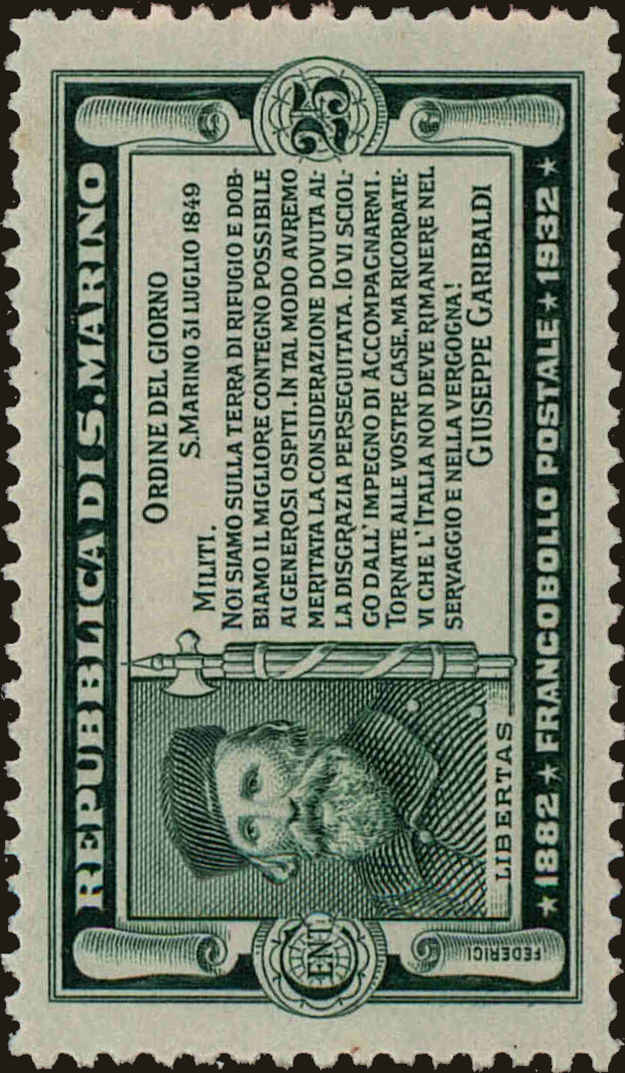 REPUBBLICA DI S. MARINO
CENT
25 C
ORDINE DEL GIORNO
S. MARINO 31 LUGLIO 1849
MILITI.
NOI SIAMO SULLA TERRA DI RIFUGIO E DOB-
BIAMO IL MIGLIORE CONTEGNO POSSIBILE
AI GENEROSI OSPITI. IN TAL MODO AVREMO
MERITATA LA CONSIDERAZIONE DOVUTA AL-
LA DISGRAZIA PERSEGUITATA. IO VI SCIOL-
GO DALL'IMPEGNO DI ACCOMPAGNARMI.
TORNATE ALLE VOSTRE CASE, MA RICORDATE-
VI CHE L'ITALIA NON DEVE RIMANERE NEL
SERVAGGIO E NELLA VERGOGNA!
GIUSEPPE GARIBALDI
LIBERTAS
★ 1882 ★ FRANCOBOLLO POSTALE ★ 1932 ★
FEDERICI